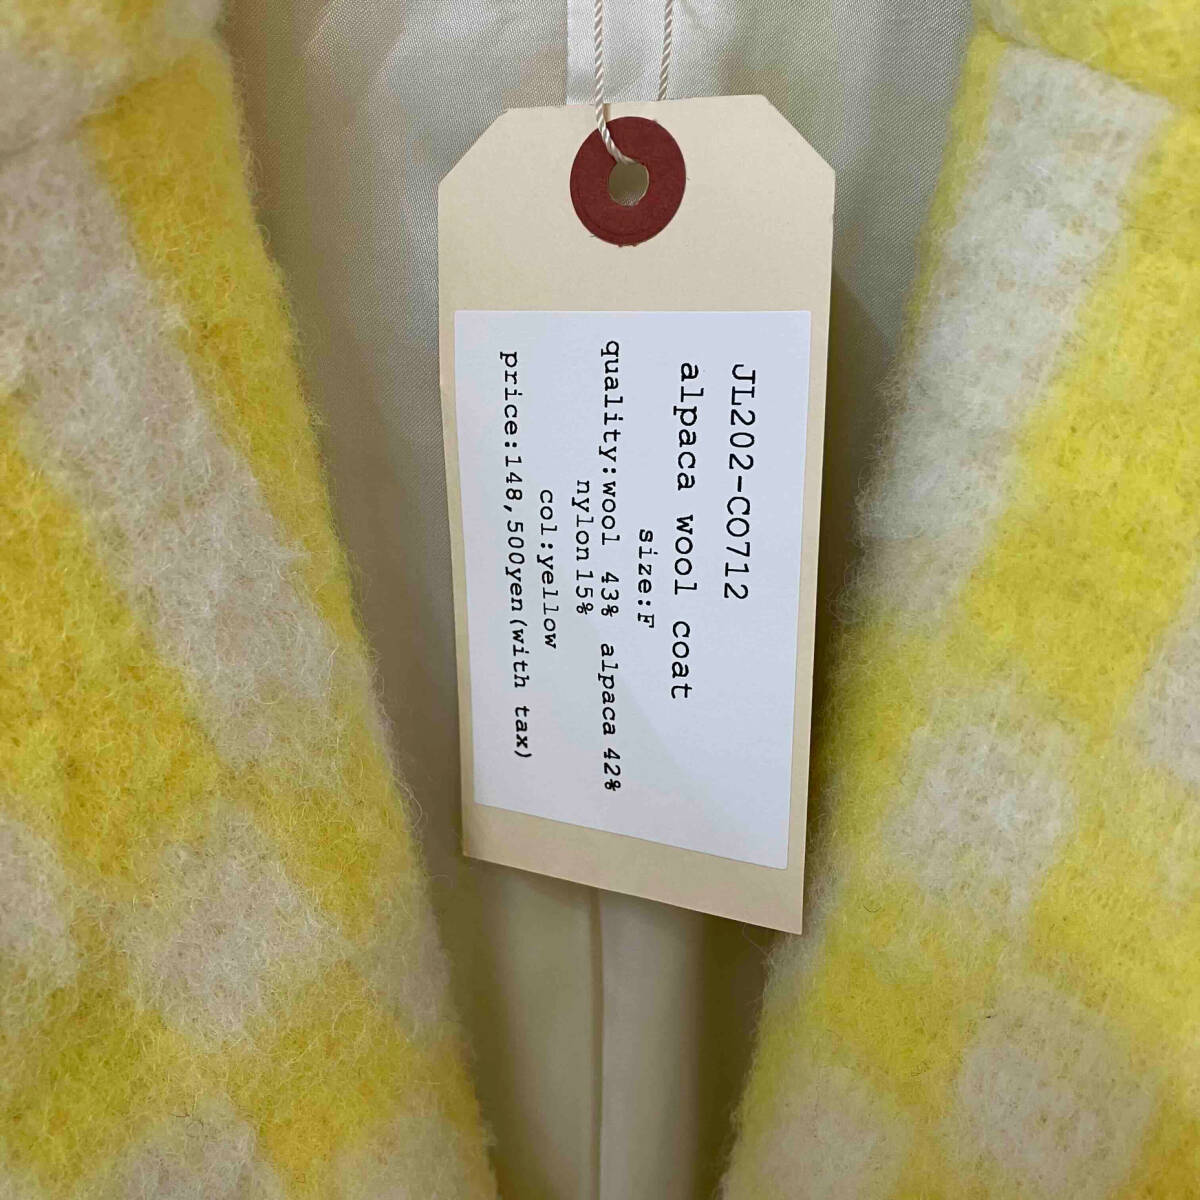 JL202-CO712
alpaca wool coat
size:F
quality:wool 43% alpaca 42%
nylon15%
col:yellow
price:148,500yen(with tax)